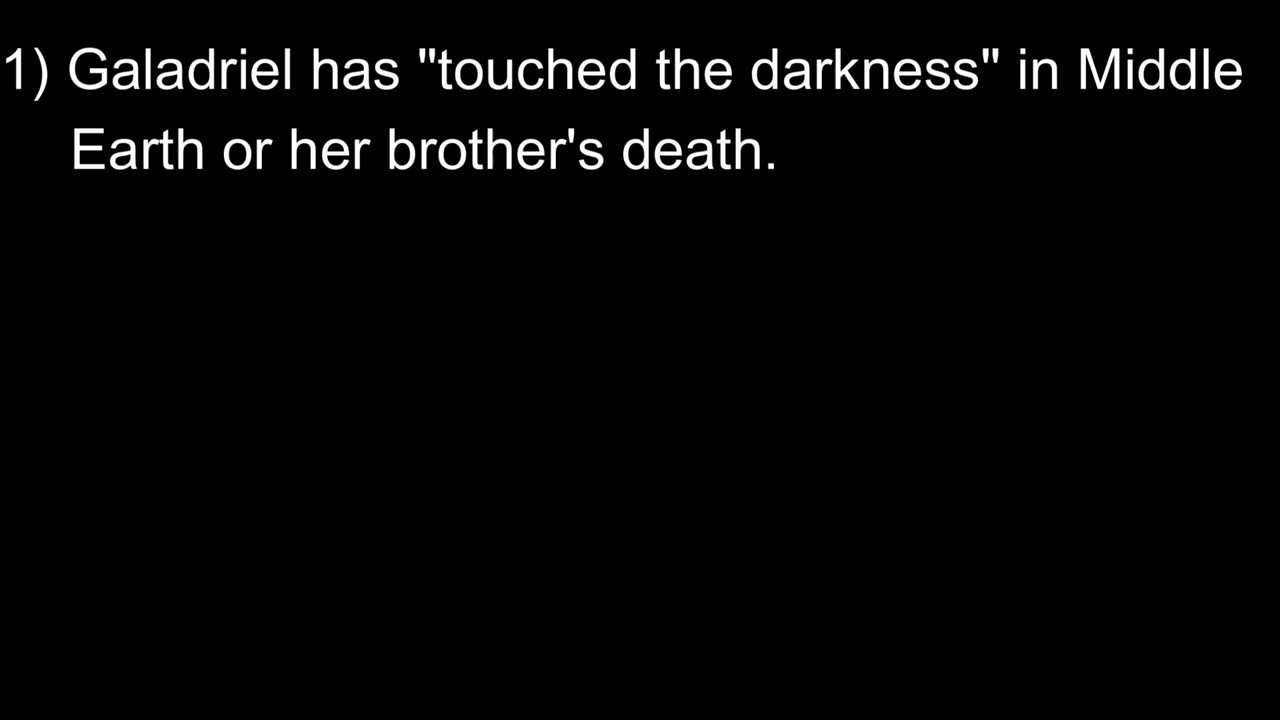 1) Galadriel has "touched the darkness" in Middle
Earth or her brother's death.